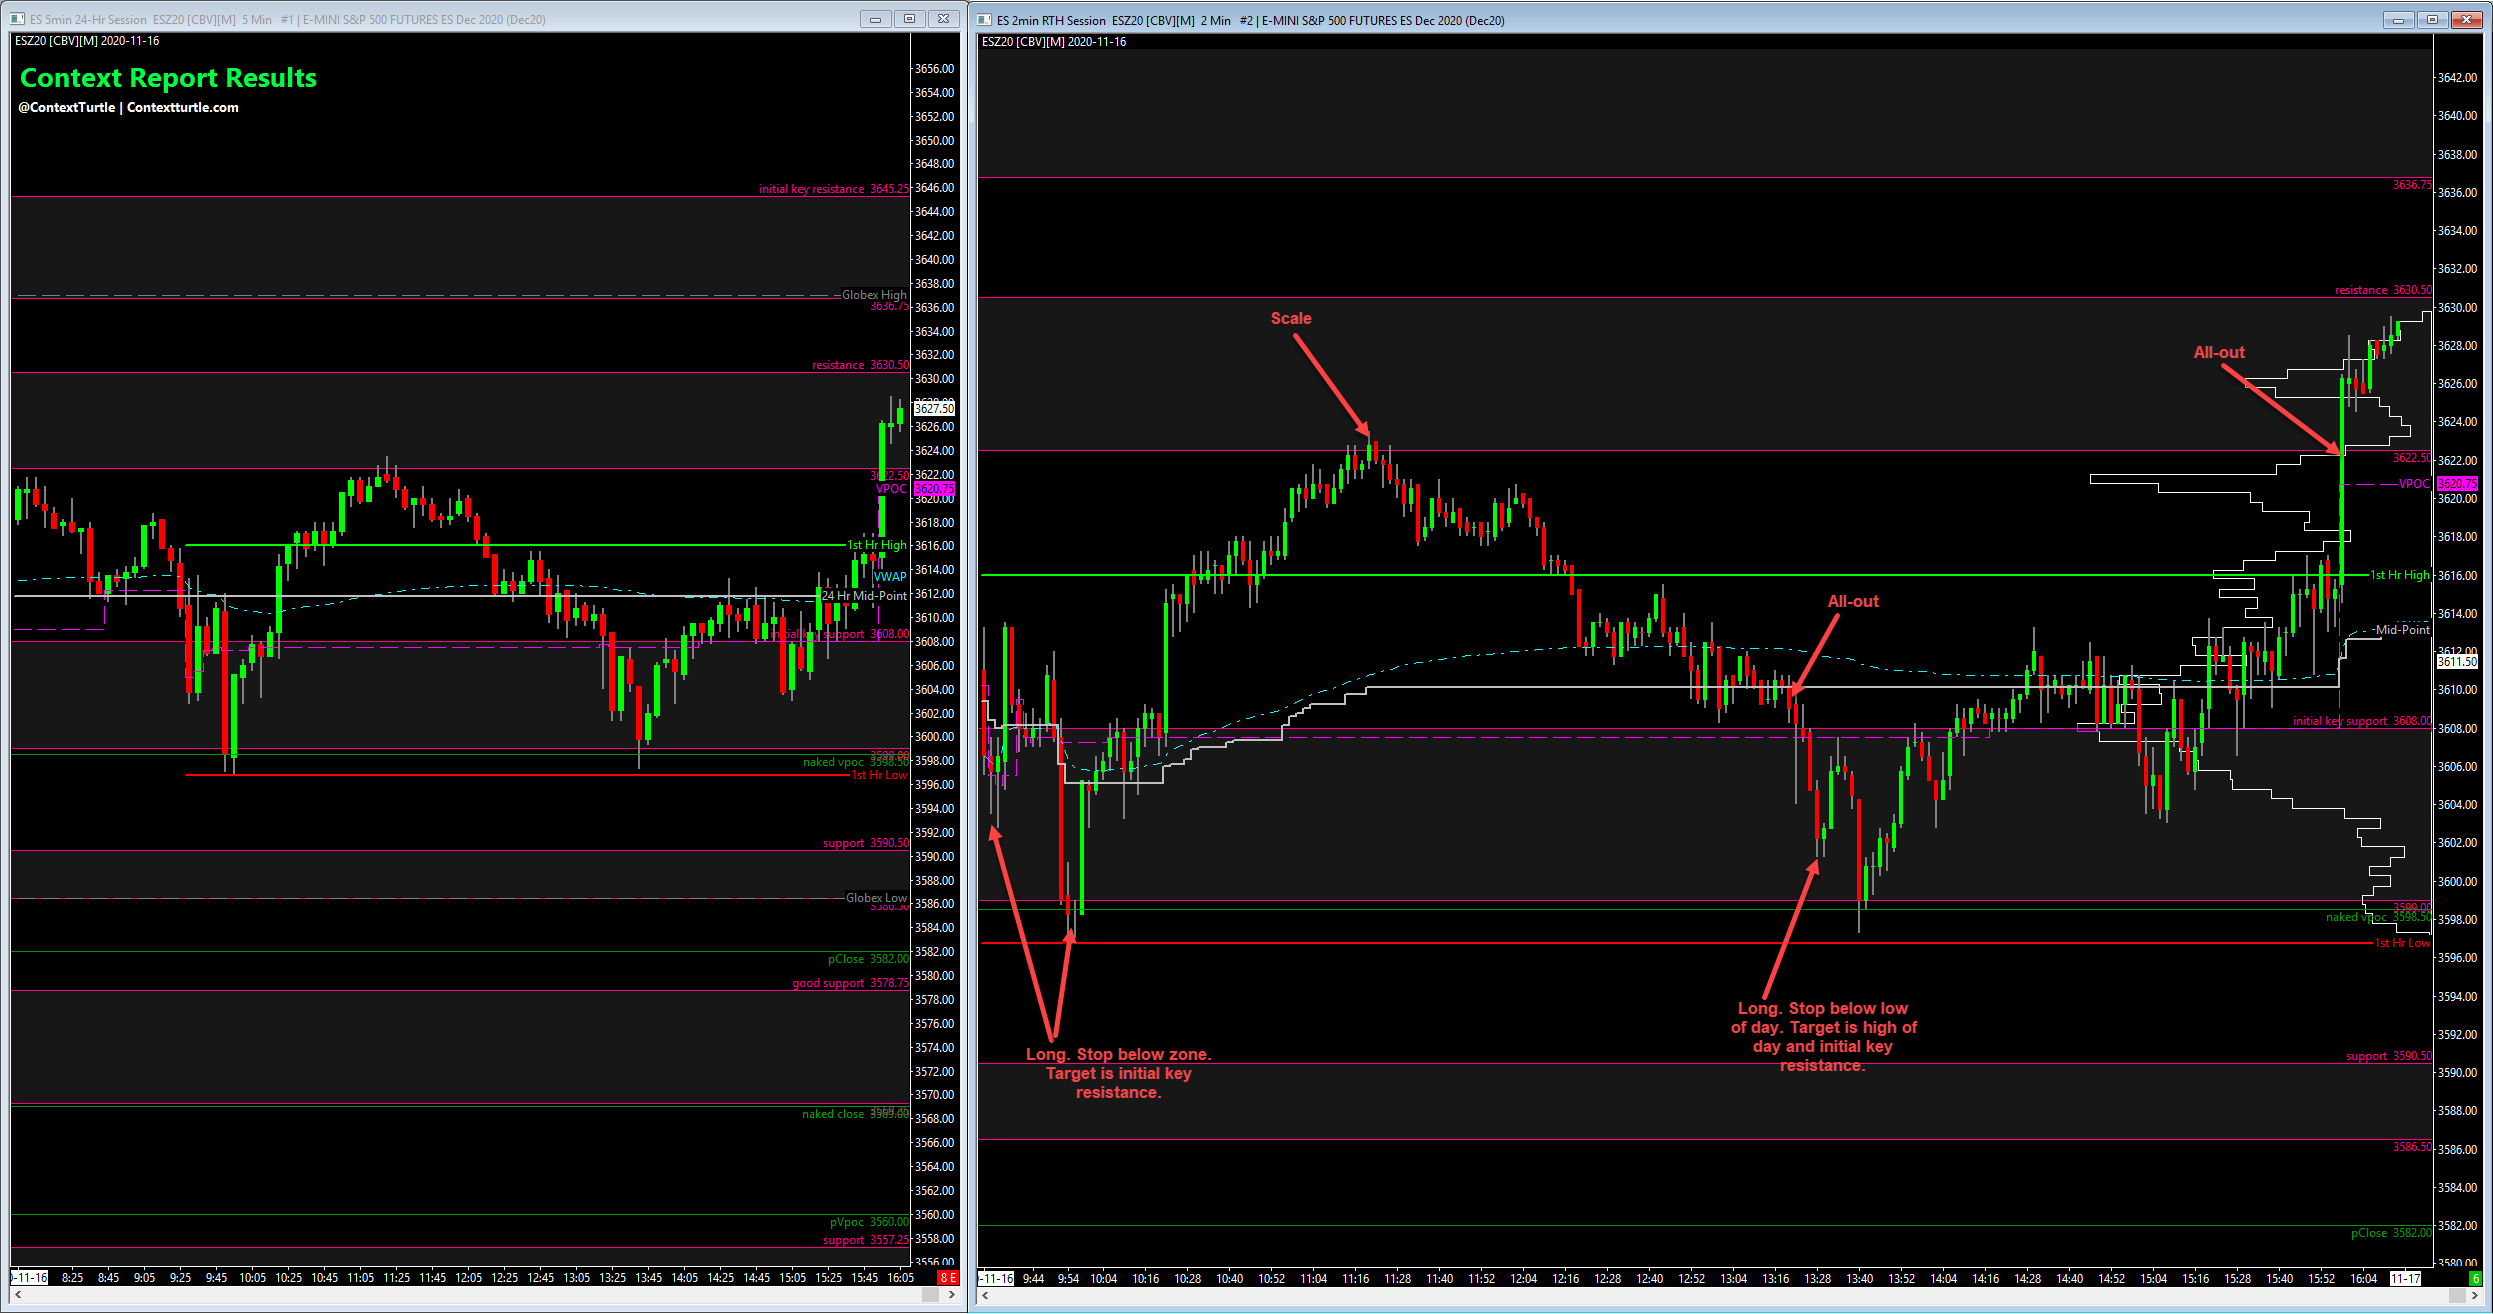 ES 5min 24-Hr Session ESZ20 [CBV][M] 5 Min #1 | E-MINI S&P 500 FUTURES ES Dec 2020 (Dec20)
ESZ20 [CBV][M] 2020-11-16
Context Report Results
@ContextTurtle | Contextturtle.com
initial key resistance 3645.25
Globex High
3636.75
resistance 3630.50
3622.50
VPOC
1st Hr High
VWAP
24 Hr Mid-Point
initial key support 3608.00
naked vpoc 3598.50
1st Hr Low
support 3590.50
Globex Low
pClose 3582.00
good support 3578.75
naked close
pVpoc 3560.00
support 3557.25
3656.00
3654.00
3652.00
3650.00
3648.00
3646.00
3644.00
3642.00
3640.00
3638.00
3636.00
3634.00
3632.00
3630.00
3627.50
3626.00
3624.00
3622.00
3620.75
3620.00
3618.00
3616.00
3614.00
3612.00
3610.00
3608.00
3606.00
3604.00
3602.00
3600.00
3598.00
3596.00
3594.00
3592.00
3590.00
3588.00
3586.00
3584.00
3582.00
3580.00
3578.00
3576.00
3574.00
3572.00
3570.00
3568.00
3566.00
3564.00
3562.00
3560.00
3558.00
3556.00
-11-16 8:25 8:45 9:05 9:25 9:45 10:05 10:25 10:45 11:05 11:25 11:45 12:05 12:25 12:45 13:05 13:25 13:45 14:05 14:25 14:45 15:05 15:25 15:45 16:05 8 E
ES 2min RTH Session ESZ20 [CBV][M] 2 Min #2 | E-MINI S&P 500 FUTURES ES Dec 2020 (Dec20)
ESZ20 [CBV][M] 2020-11-16
3636.75
resistance 3630.50
Scale
All-out
3622.50
VPOC
1st Hr High
All-out
-Mid-Point
initial key support 3608.00
3599.00
naked vpoc 3598.50
1st Hr Low
Long. Stop below low
of day. Target is high of
day and initial key
resistance.
Long. Stop below zone.
Target is initial key
resistance.
support 3590.50
3586.50
pClose 3582.00
3642.00
3640.00
3638.00
3636.00
3634.00
3632.00
3630.00
3628.00
3626.00
3624.00
3622.00
3620.75
3620.00
3618.00
3616.00
3614.00
3612.00
3611.50
3610.00
3608.00
3606.00
3604.00
3602.00
3600.00
3598.00
3596.00
3594.00
3592.00
3590.00
3588.00
3586.00
3584.00
3582.00
3580.00
-11-16 9:44 9:54 10:04 10:16 10:28 10:40 10:52 11:04 11:16 11:28 11:40 11:52 12:04 12:16 12:28 12:40 12:52 13:04 13:16 13:28 13:40 13:52 14:04 14:16 14:28 14:40 14:52 15:04 15:16 15:28 15:40 15:52 16:04 11-17 6